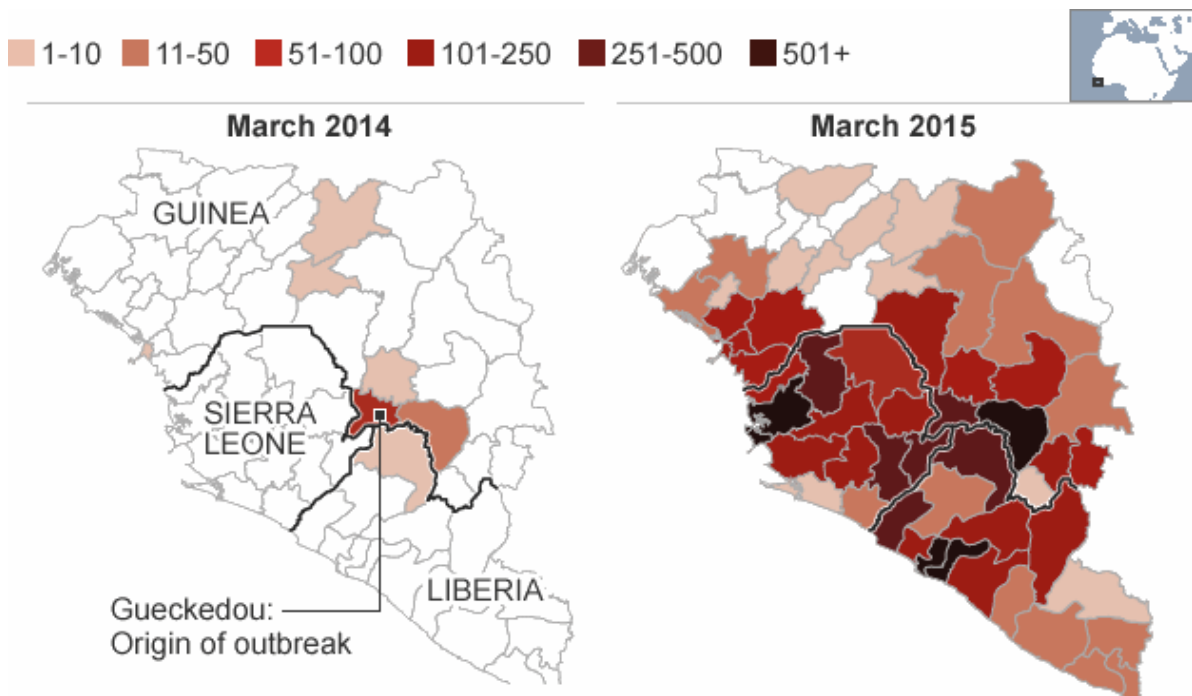 1-10 11-50 51-100 101-250 251-500 501+
March 2014
March 2015
GUINEA
SIERRA
LEONE
LIBERIA
Gueckedou:
Origin of outbreak